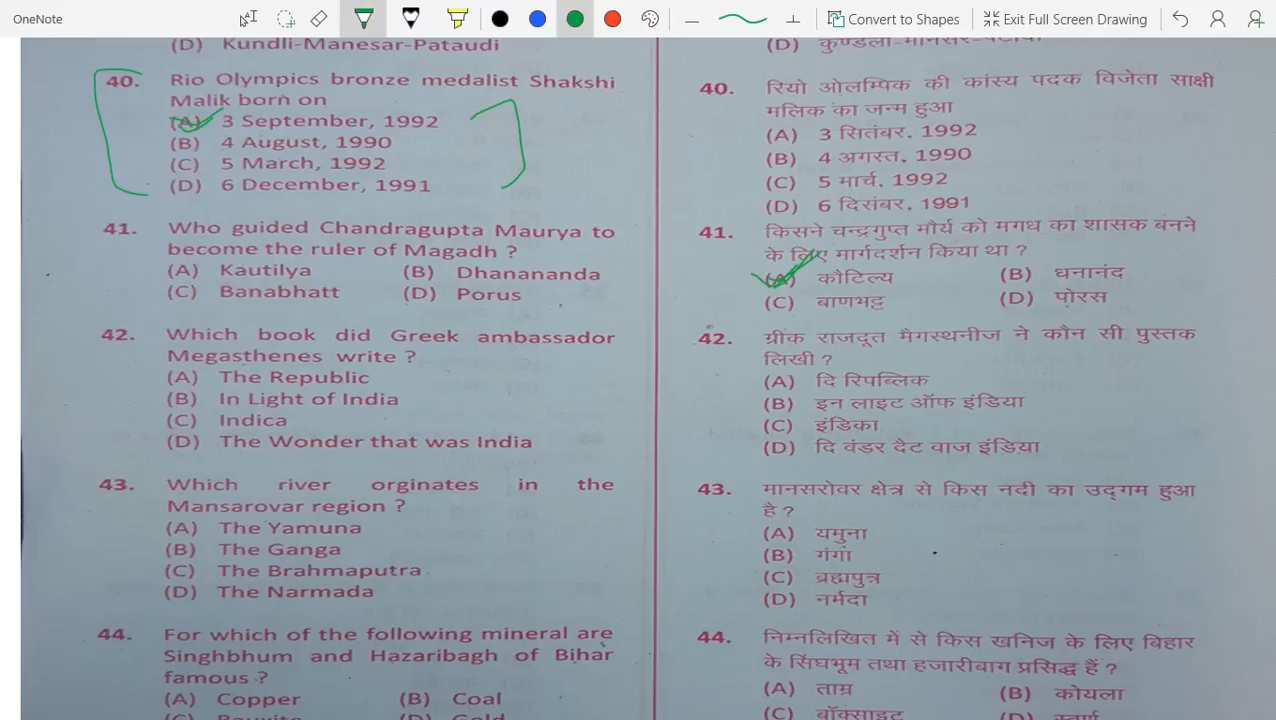 OneNote
Convert to Shapes
Exit Full Screen Drawing
(D) Kundli-Manesar-Pataudi
40. Rio Olympics bronze medalist Shakshi
Malik born on
(A) 3 September, 1992
(B) 4 August, 1990
(C) 5 March, 1992
(D) 6 December, 1991
41. Who guided Chandragupta Maurya to
become the ruler of Magadh ?
(A) Kautilya (B) Dhanananda
(C) Banabhatt (D) Porus
42. Which book did Greek ambassador
Megasthenes write ?
(A) The Republic
(B) In Light of India
(C) Indica
(D) The Wonder that was India
43. Which river orginates in the
Mansarovar region ?
(A) The Yamuna
(B) The Ganga
(C) The Brahmaputra
(D) The Narmada
44. For which of the following mineral are
Singhbhum and Hazaribagh of Bihar
famous ?
(A) Copper (B) Coal
(D)
40. रियो ओलम्पिक की कांस्य पदक विजेता साक्षी
मलिक का जन्म हुआ
(A) 3 सितंबर, 1992
(B) 4 अगस्त, 1990
(C) 5 मार्च, 1992
(D) 6 दिसंबर, 1991
41. किसने चन्द्रगुप्त मौर्य को मगध का शासक बनने
के लिए मार्गदर्शन किया था ?
(A) कौटिल्य (B) धनानंद
(C) बाणभट्ट (D) पोरस
42. ग्रीक राजदूत मैगस्थनीज ने कौन सी पुस्तक
लिखी ?
(A) दि रिपब्लिक
(B) इन लाइट ऑफ इंडिया
(C) इंडिका
(D) दि वंडर दैट वाज इंडिया
43. मानसरोवर क्षेत्र से किस नदी का उद्‌गम हुआ
है ?
(A) यमुना
(B) गंगा
(C) ब्रह्मपुत्र
(D) नर्मदा
44. निम्नलिखित में से किस खनिज के लिए बिहार
के सिंघभूम तथा हजारीबाग प्रसिद्ध हैं ?
(A) ताम्र (B) कोयला
(C) बॉक्साइट